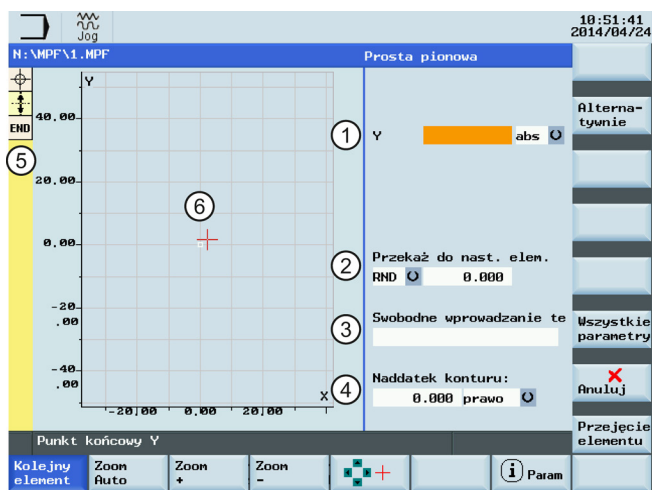 Jog
10:51:41
2014/04/24
N:\MPF\1.MPF
Prosta pionowa
Y
40,00
20,00
0,00
-20
.00
-40
.00
-20,00
0,00
20,00
X
END
5
6
1
Y
abs
2
Przekaż do nast. elem.
RND
0.000
3
Swobodne wprowadzanie te
4
Naddatek konturu:
0.000 prawo
Alterna-
tywnie
Wszystkie
parametry
Anuluj
Przejęcie
elementu
Punkt końcowy Y
Kolejny
element
Zoom
Auto
Zoom
+
Zoom
-
+
i Param